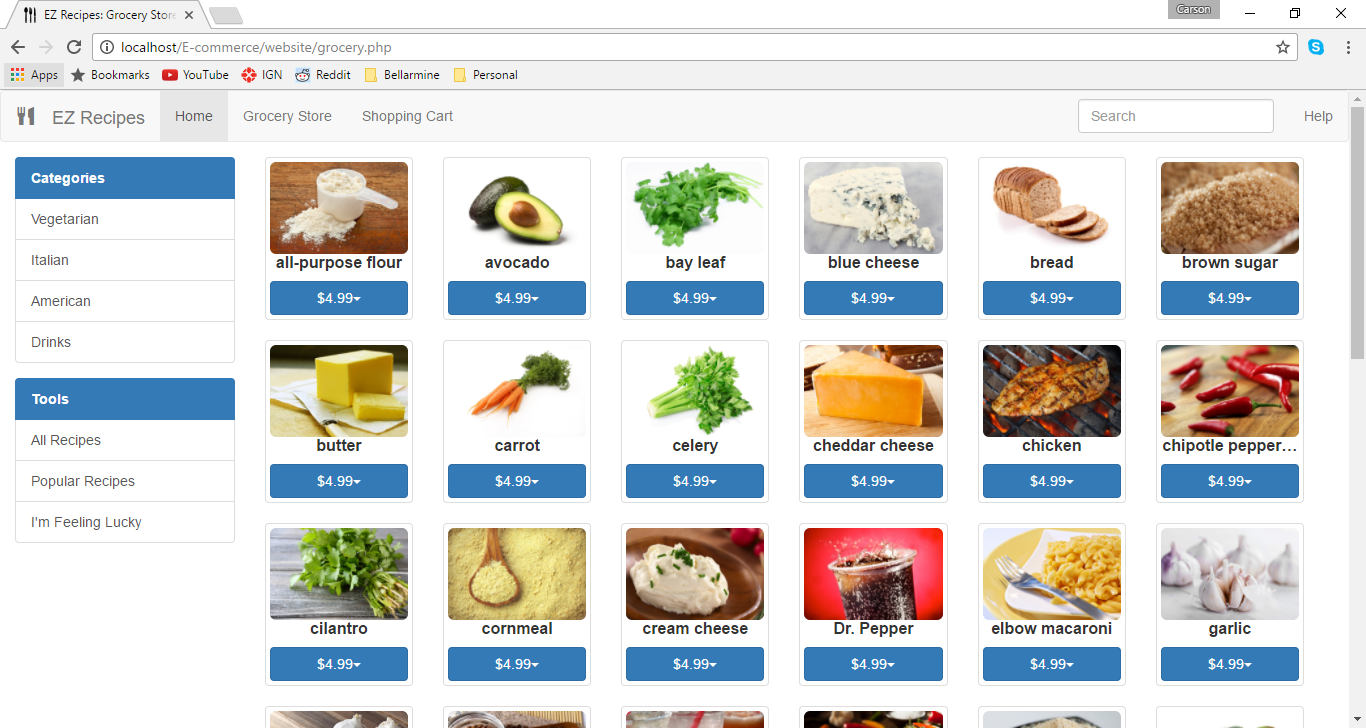 EZ Recipes: Grocery Store
Carson
localhost/E-commerce/website/grocery.php
Apps Bookmarks YouTube IGN Reddit Bellarmine Personal
EZ Recipes Home Grocery Store Shopping Cart Search Help
Categories
Vegetarian
Italian
American
Drinks
Tools
All Recipes
Popular Recipes
I'm Feeling Lucky
all-purpose flour avocado bay leaf blue cheese bread brown sugar
$4.99 $4.99 $4.99 $4.99 $4.99 $4.99
butter carrot celery cheddar cheese chicken chipotle pepper…
$4.99 $4.99 $4.99 $4.99 $4.99 $4.99
cilantro cornmeal cream cheese Dr. Pepper elbow macaroni garlic
$4.99 $4.99 $4.99 $4.99 $4.99 $4.99